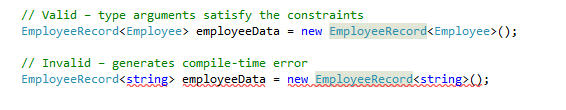 // Valid – type arguments satisfy the constraints
EmployeeRecord<Employee> employeeData = new EmployeeRecord<Employee>();
// Invalid – generates compile-time error
EmployeeRecord<string> employeeData = new EmployeeRecord<string>();